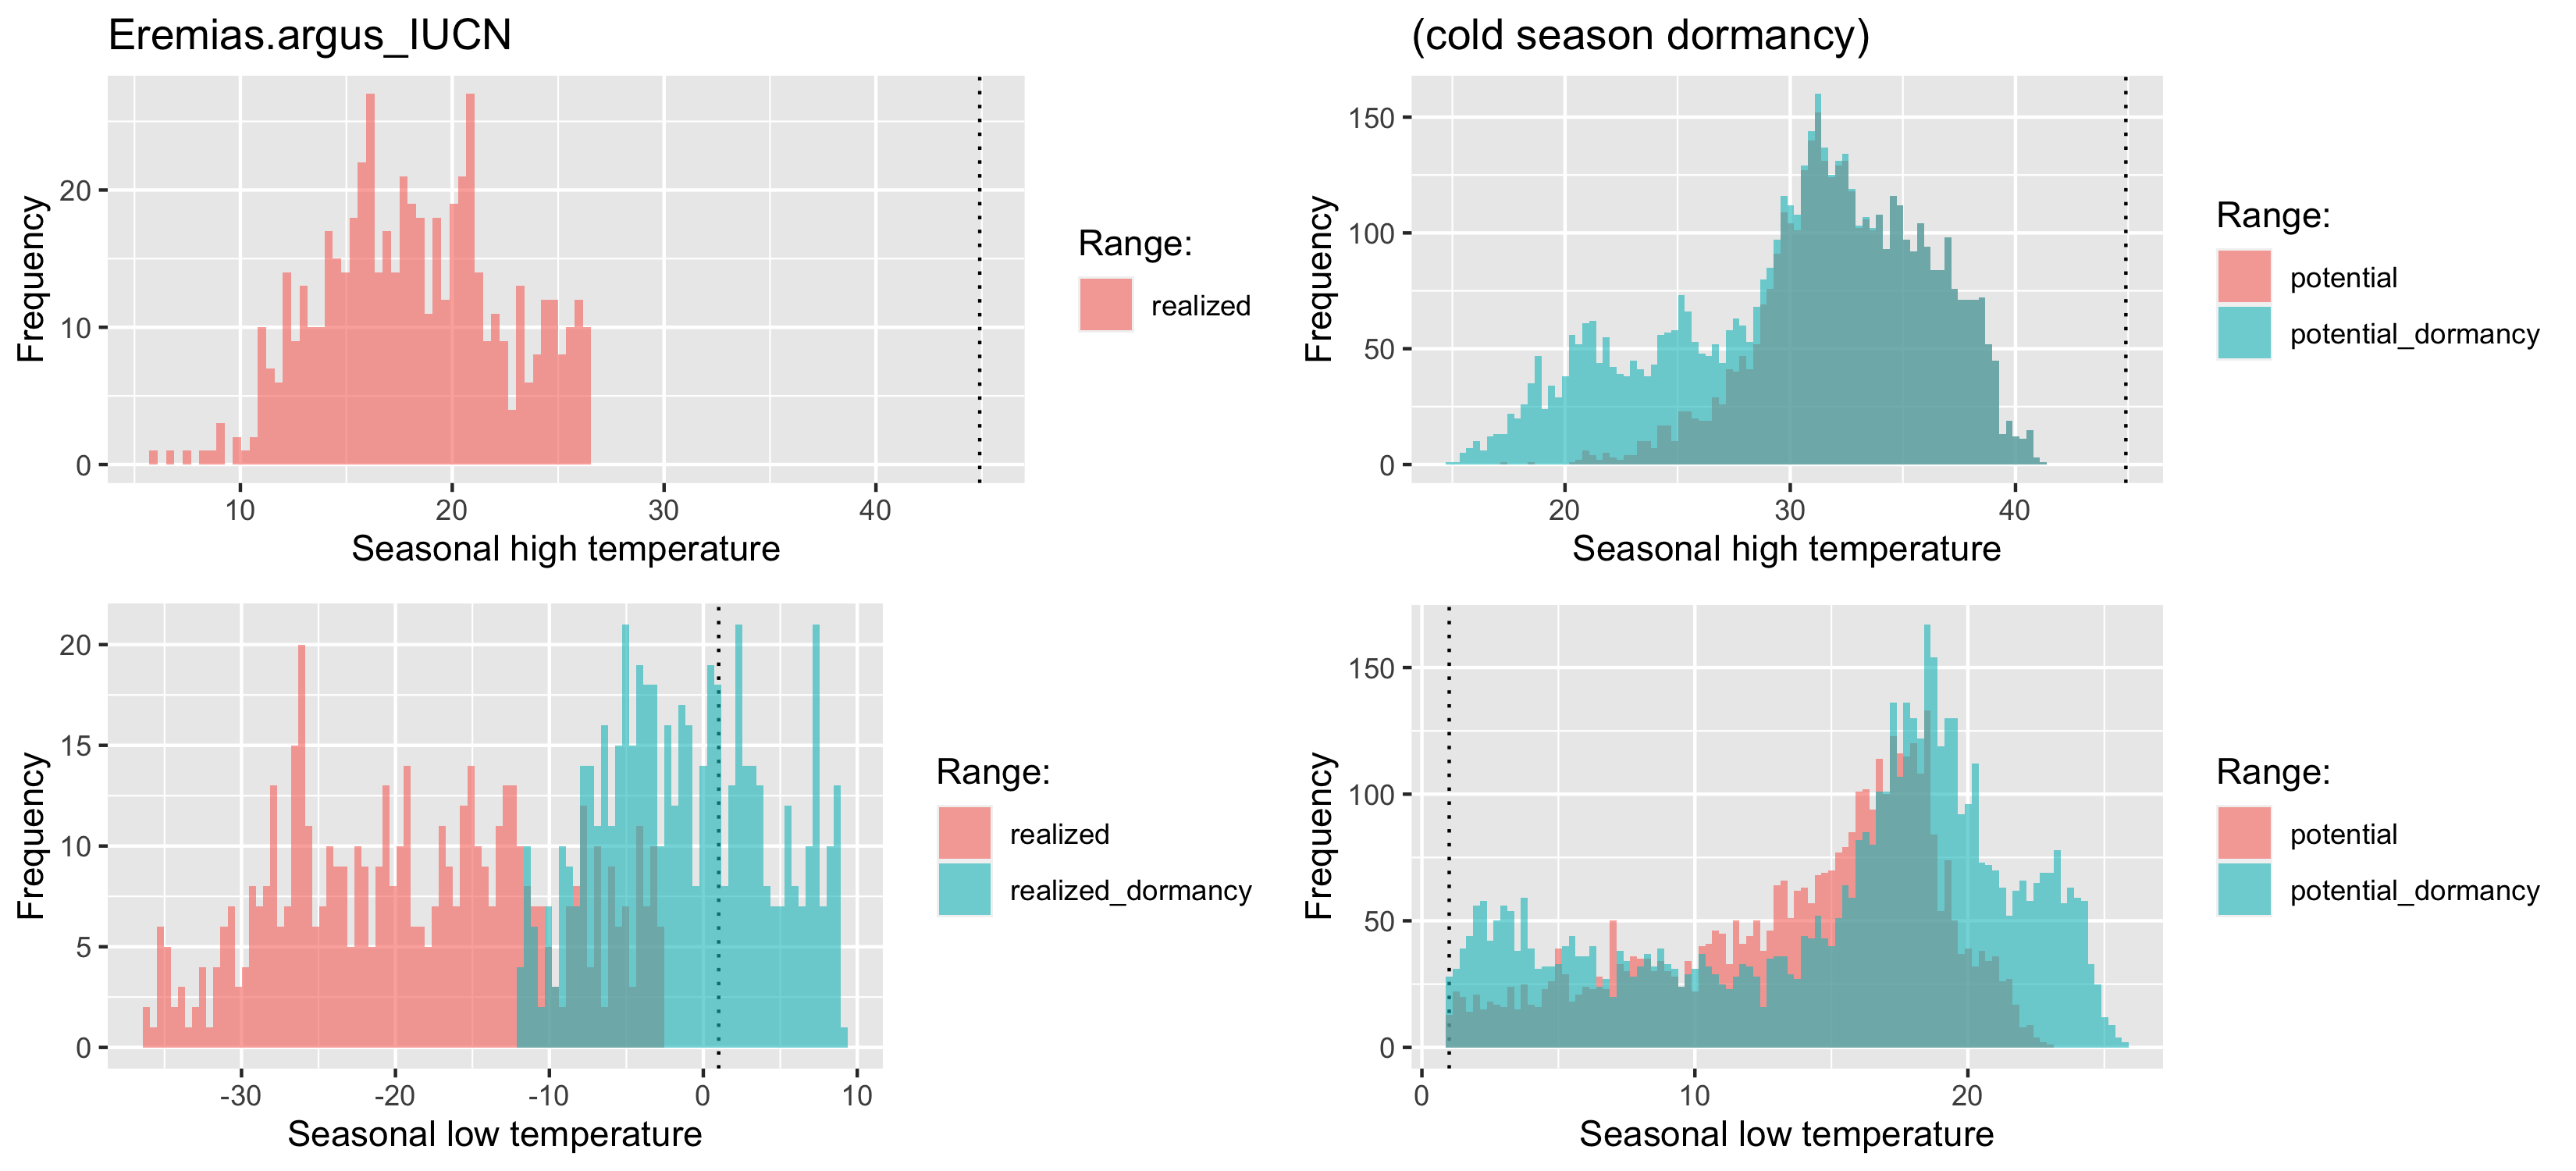 Eremias.argus_IUCN
Frequency
20
10
0
10 20 30 40
Seasonal high temperature
Range:
realized
(cold season dormancy)
Frequency
150
100
50
0
20 30 40
Seasonal high temperature
Range:
potential
potential_dormancy
Frequency
20
15
10
5
0
-30 -20 -10 0 10
Seasonal low temperature
Range:
realized
realized_dormancy
Frequency
150
100
50
0
0 10 20
Seasonal low temperature
Range:
potential
potential_dormancy